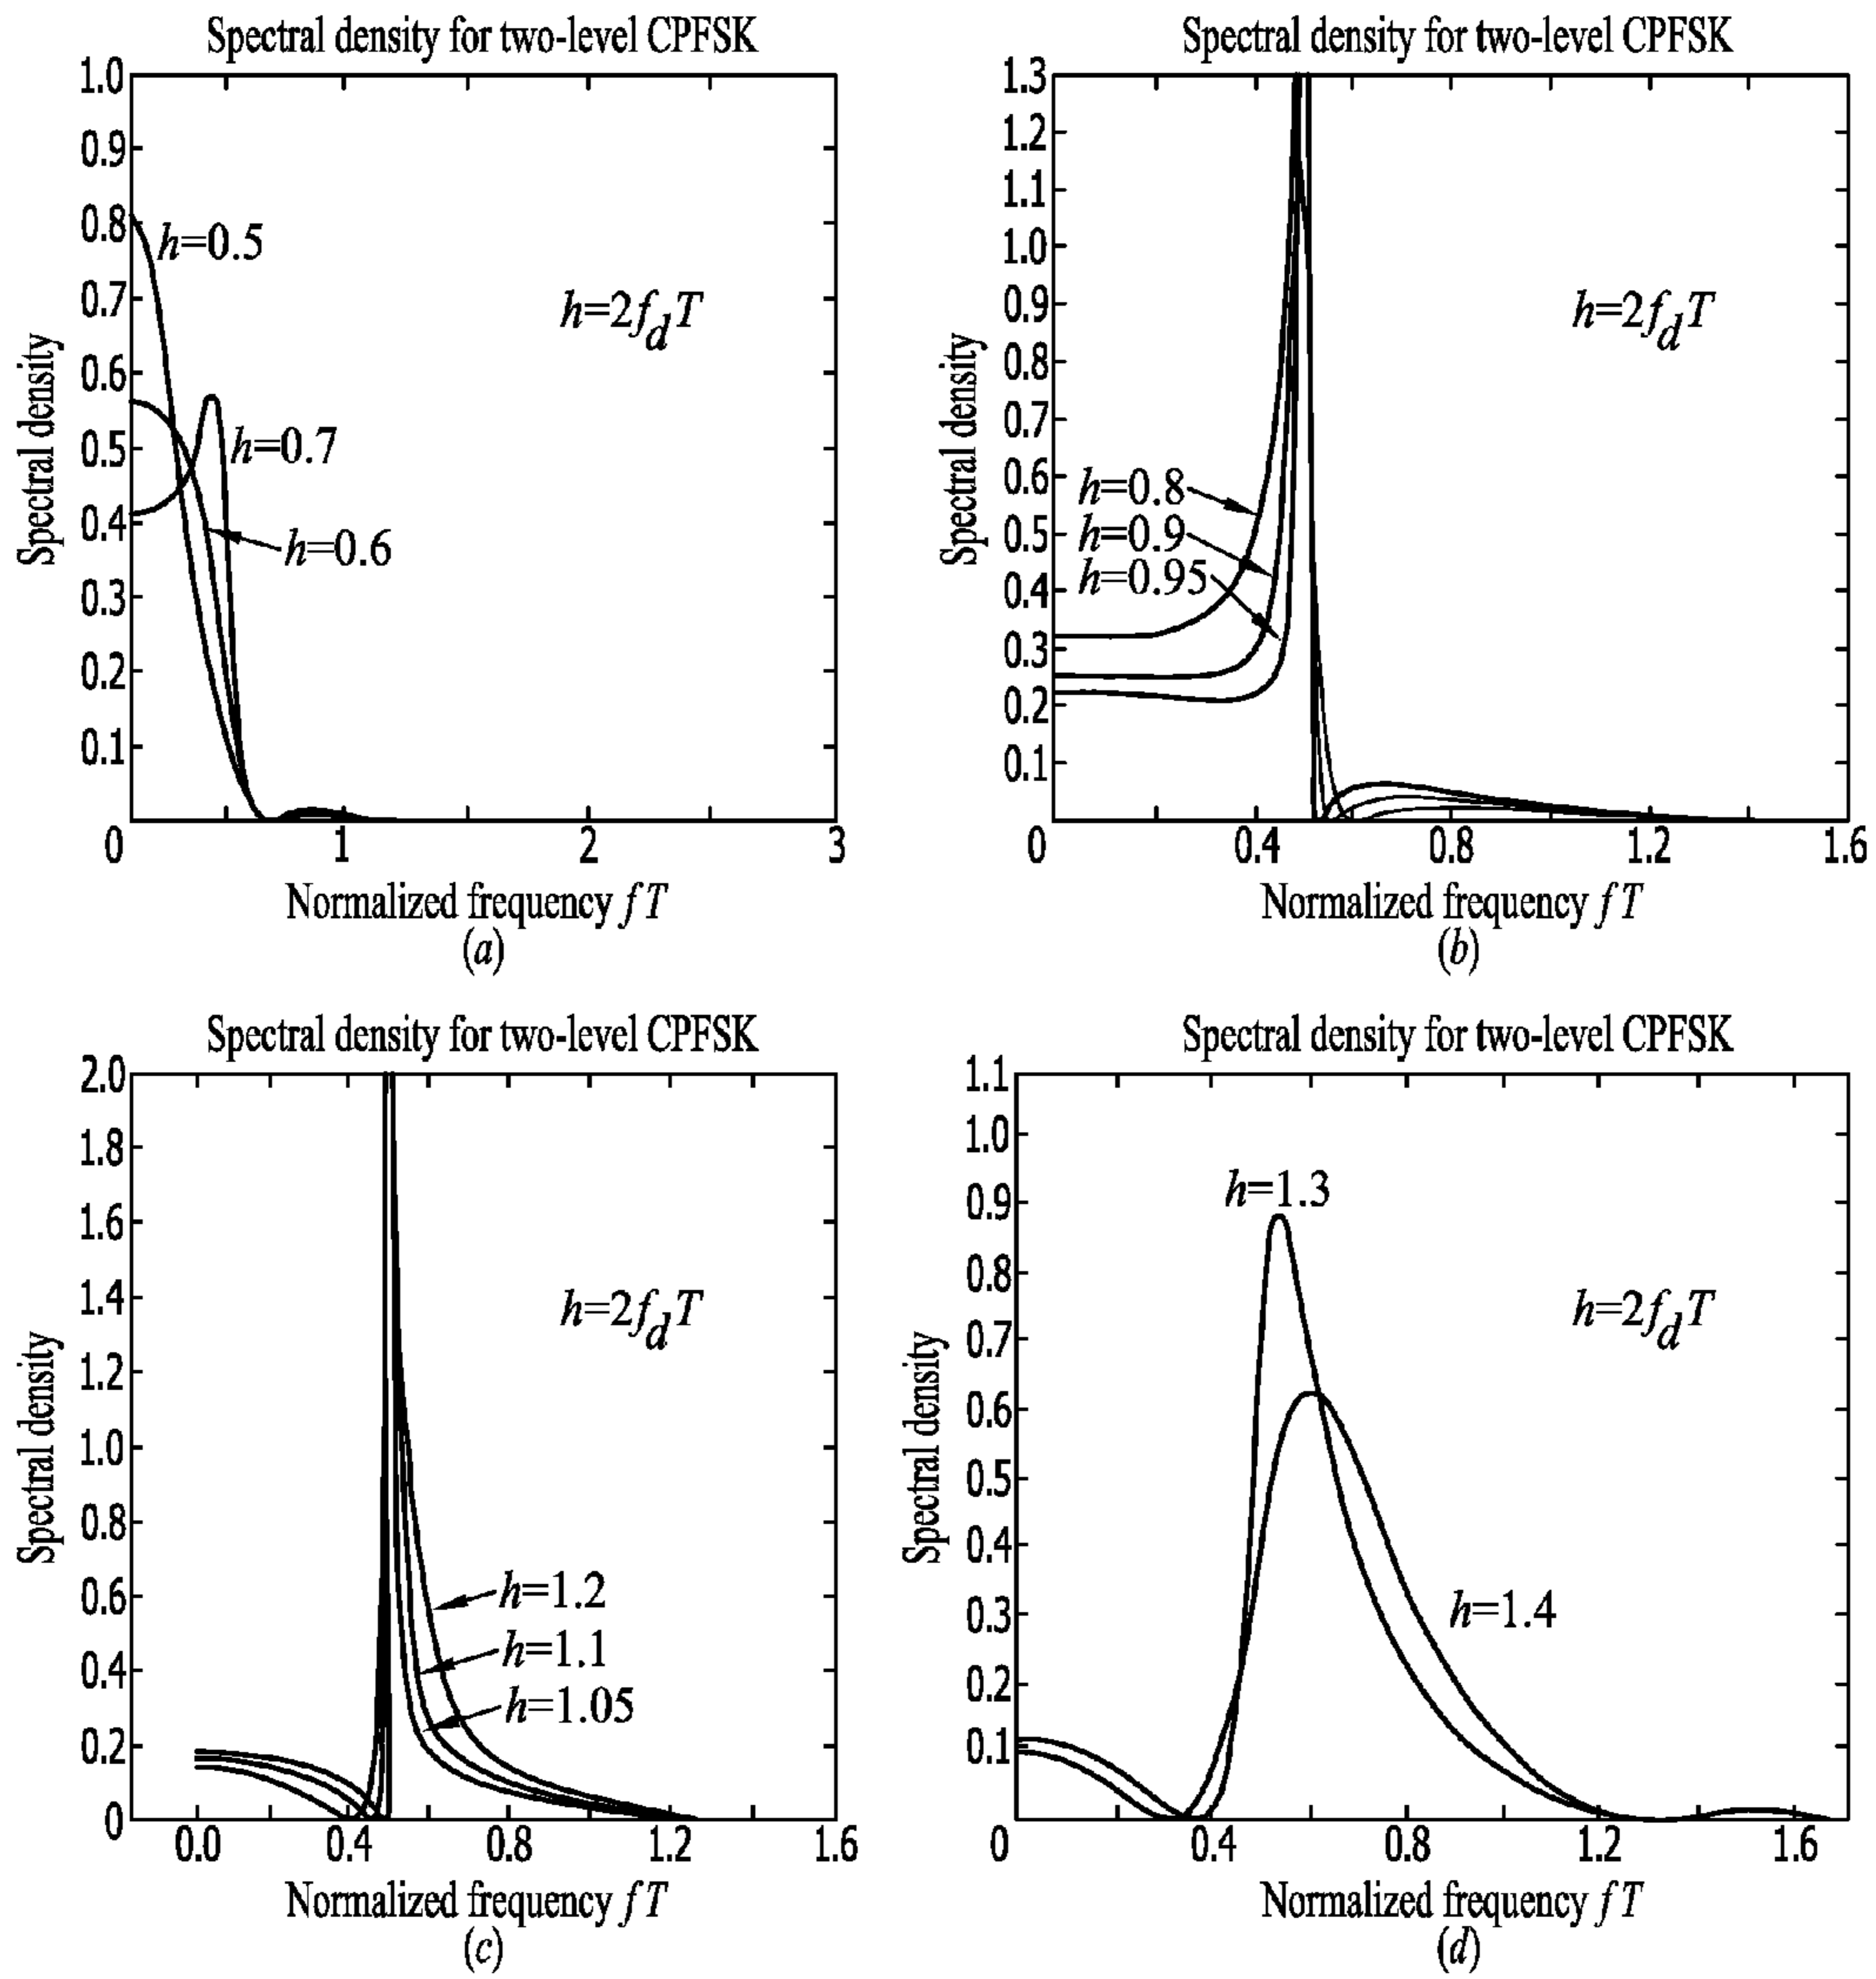 Spectral density for two-level CPFSK
1.0
0.9
0.8
0.7
0.6
0.5
0.4
0.3
0.2
0.1
0
1
2
3
h=0.5
h=0.7
h=0.6
h=2f_dT
Spectral density
Normalized frequency f T
(a)
Spectral density for two-level CPFSK
1.3
1.2
1.1
1.0
0.9
0.8
0.7
0.6
0.5
0.4
0.3
0.2
0.1
0
0.4
0.8
1.2
1.6
h=0.8
h=0.9
h=0.95
h=2f_dT
Spectral density
Normalized frequency f T
(b)
Spectral density for two-level CPFSK
2.0
1.8
1.6
1.4
1.2
1.0
0.8
0.6
0.4
0.2
0
0.0
0.4
0.8
1.2
1.6
h=1.2
h=1.1
h=1.05
h=2f_dT
Spectral density
Normalized frequency f T
(c)
Spectral density for two-level CPFSK
1.1
1.0
0.9
0.8
0.7
0.6
0.5
0.4
0.3
0.2
0.1
0
0.4
0.8
1.2
1.6
h=1.3
h=1.4
h=2f_dT
Spectral density
Normalized frequency f T
(d)